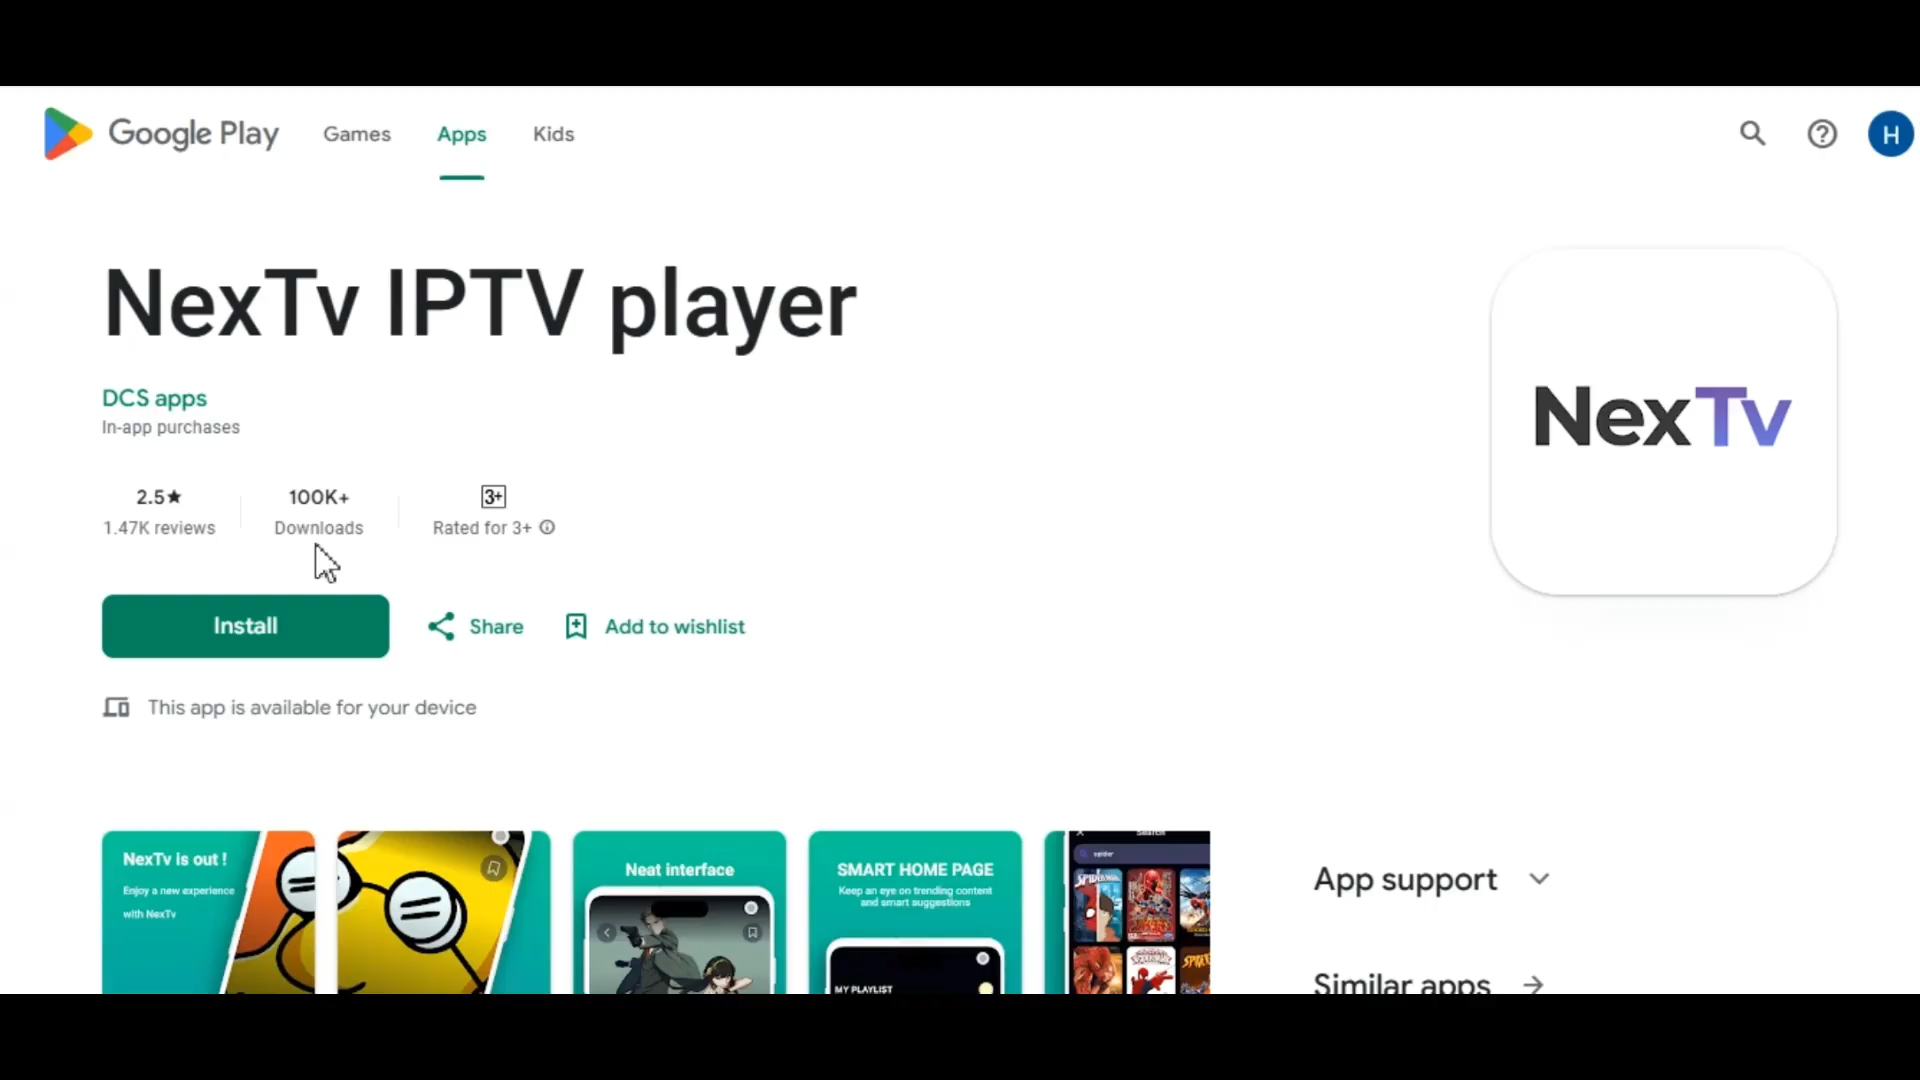 Google Play Games Apps Kids H
NexTv IPTV player
DCS apps
In-app purchases
NexTv
2.5★ 100K+ 3+
1.47K reviews Downloads Rated for 3+
Install Share Add to wishlist
This app is available for your device
NexTv is out !
Enjoy a new experience
with NexTv
Neat interface
SMART HOME PAGE
Keep an eye on trending content
and smart suggestions
MY PLAYLIST
Search
spider
App support
Similar apps